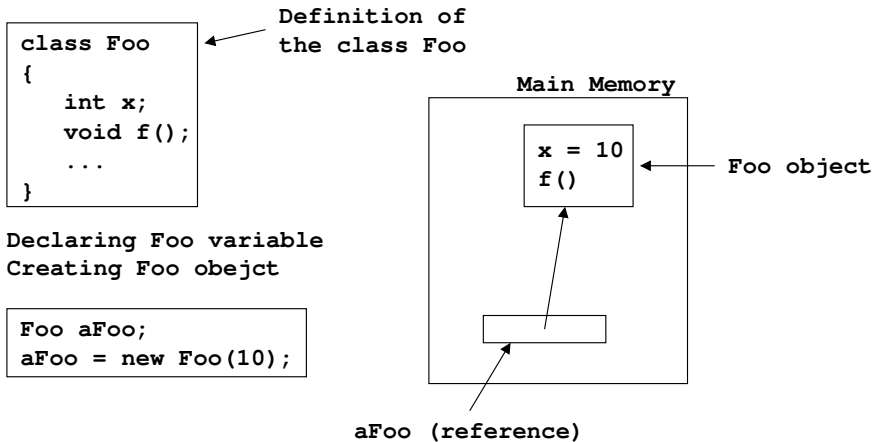 Definition of
the class Foo
class Foo
{
int x;
void f();
...
}
Main Memory
x = 10
f()
Foo object
Declaring Foo variable
Creating Foo obejct
Foo aFoo;
aFoo = new Foo(10);
aFoo (reference)